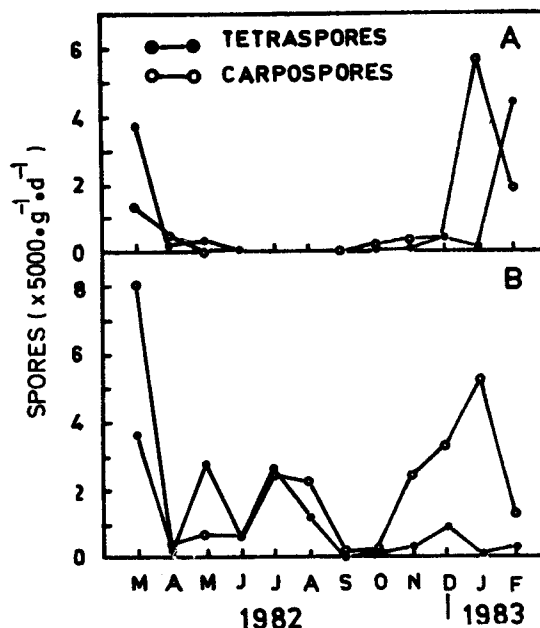 A
TETRASPORES
CARPOSPORES
6
4
2
0
B
8
6
4
2
0
SPORES (×5000.g⁻¹.d⁻¹)
M A M J J A S O N D J F
1982 | 1983